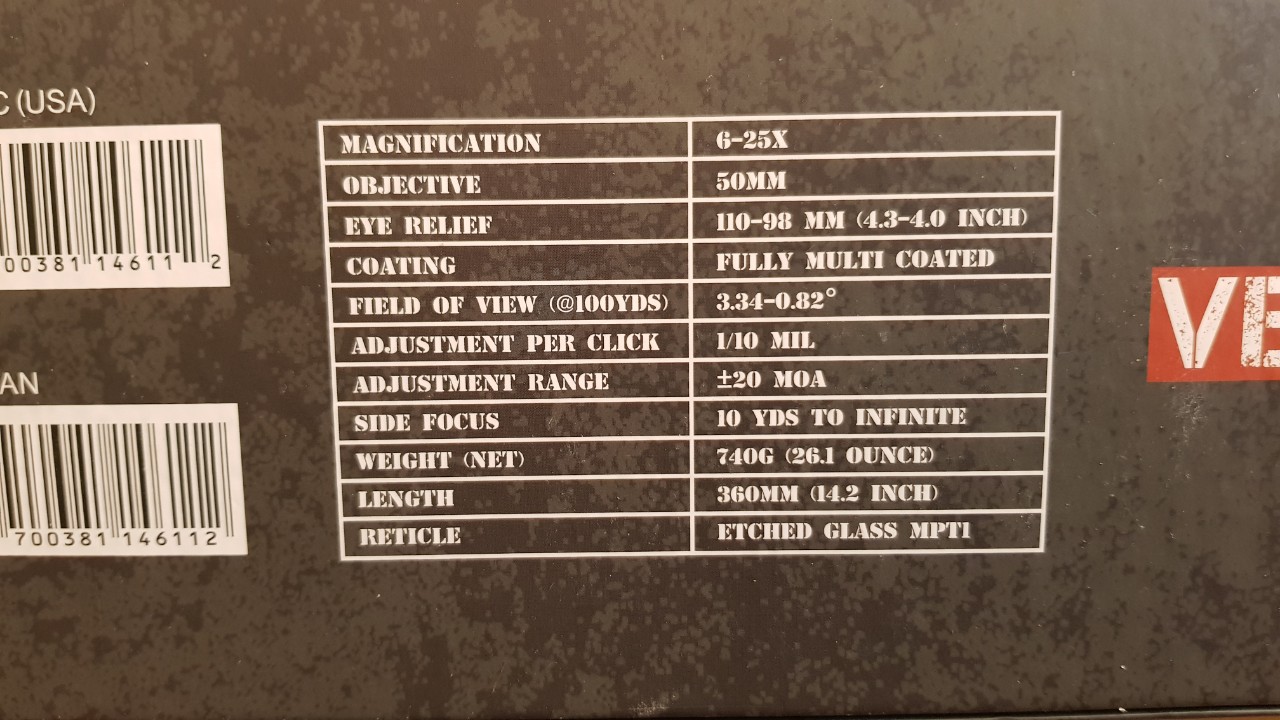 C (USA)
00381 14611 2
AN
700381 146112
MAGNIFICATION 6-25X
OBJECTIVE 50MM
EYE RELIEF 110-98 MM (4.3-4.0 INCH)
COATING FULLY MULTI COATED
FIELD OF VIEW (@100YDS) 3.34-0.82°
ADJUSTMENT PER CLICK 1/10 MIL
ADJUSTMENT RANGE ±20 MOA
SIDE FOCUS 10 YDS TO INFINITE
WEIGHT (NET) 740G (26.1 OUNCE)
LENGTH 360MM (14.2 INCH)
RETICLE ETCHED GLASS MPT1
VE